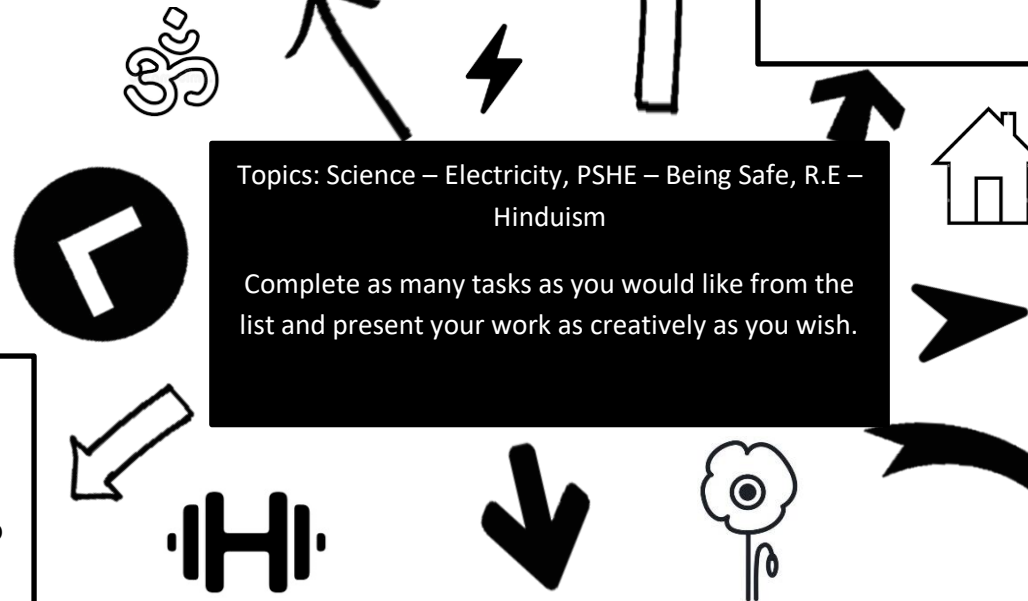 Topics: Science – Electricity, PSHE – Being Safe, R.E –
Hinduism
Complete as many tasks as you would like from the
list and present your work as creatively as you wish.